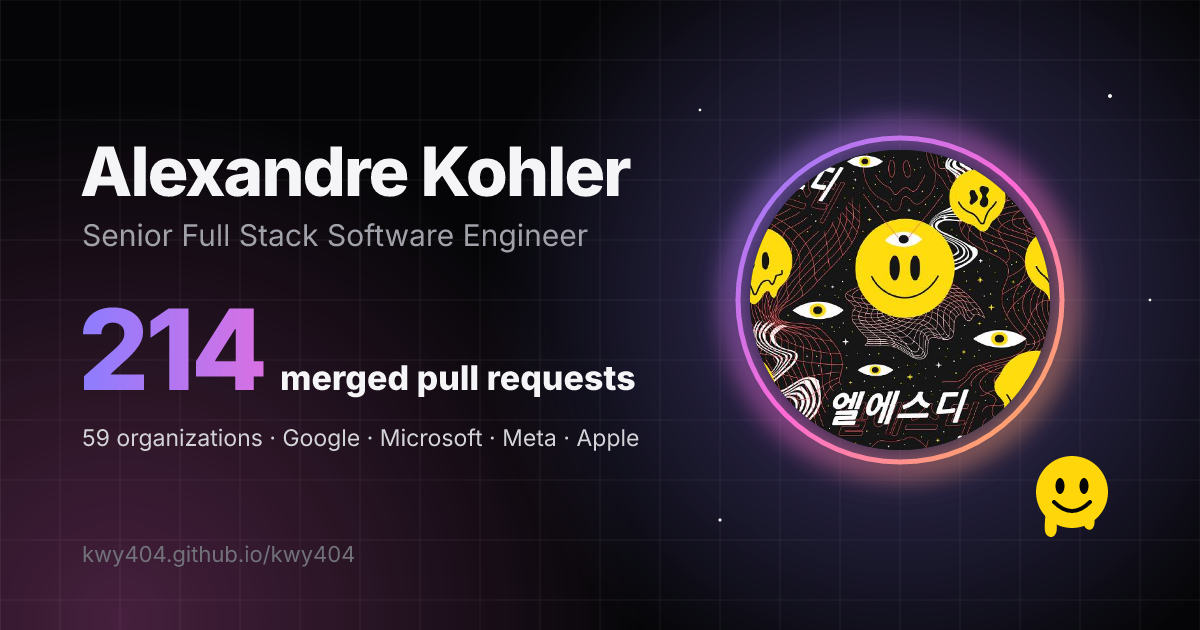 Alexandre Kohler
Senior Full Stack Software Engineer
214 merged pull requests
59 organizations · Google · Microsoft · Meta · Apple
kwy404.github.io/kwy404
디
엘에스디